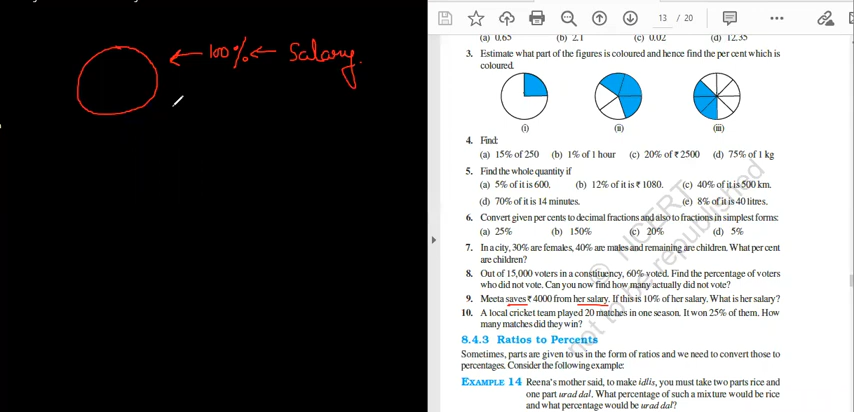 100% ← Salary
13 / 20
(a) 0.65 (b) 2.1 (c) 0.02 (d) 12.35
3. Estimate what part of the figures is coloured and hence find the per cent which is
coloured.
(i) (ii) (iii)
4. Find:
(a) 15% of 250 (b) 1% of 1 hour (c) 20% of ₹ 2500 (d) 75% of 1 kg
5. Find the whole quantity if
(a) 5% of it is 600. (b) 12% of it is ₹ 1080. (c) 40% of it is 500 km.
(d) 70% of it is 14 minutes. (e) 8% of it is 40 litres.
6. Convert given per cents to decimal fractions and also to fractions in simplest forms:
(a) 25% (b) 150% (c) 20% (d) 5%
7. In a city, 30% are females, 40% are males and remaining are children. What per cent
are children?
8. Out of 15,000 voters in a constituency, 60% voted. Find the percentage of voters
who did not vote. Can you now find how many actually did not vote?
9. Meeta saves ₹ 4000 from her salary. If this is 10% of her salary. What is her salary?
10. A local cricket team played 20 matches in one season. It won 25% of them. How
many matches did they win?
8.4.3 Ratios to Percents
Sometimes, parts are given to us in the form of ratios and we need to convert those to
percentages. Consider the following example:
EXAMPLE 14 Reena's mother said, to make idlis, you must take two parts rice and
one part urad dal. What percentage of such a mixture would be rice
and what percentage would be urad dal?
© NCERT
not to be republished